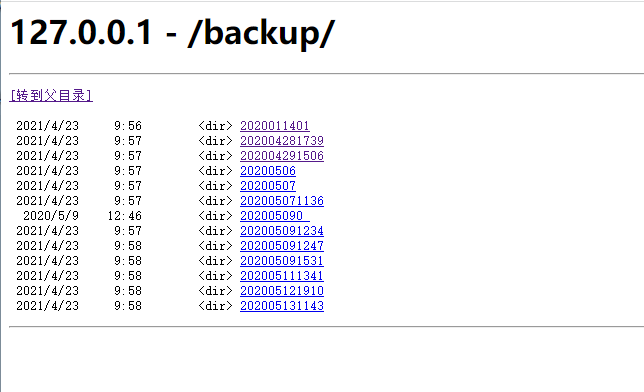 127.0.0.1 - /backup/
[转到父目录]
2021/4/23 9:56 <dir> 2020011401
2021/4/23 9:57 <dir> 202004281739
2021/4/23 9:57 <dir> 202004291506
2021/4/23 9:57 <dir> 20200506
2021/4/23 9:57 <dir> 20200507
2021/4/23 9:57 <dir> 202005071136
2020/5/9 12:46 <dir> 202005090_
2021/4/23 9:57 <dir> 202005091234
2021/4/23 9:58 <dir> 202005091247
2021/4/23 9:58 <dir> 202005091531
2021/4/23 9:58 <dir> 202005111341
2021/4/23 9:58 <dir> 202005121910
2021/4/23 9:58 <dir> 202005131143